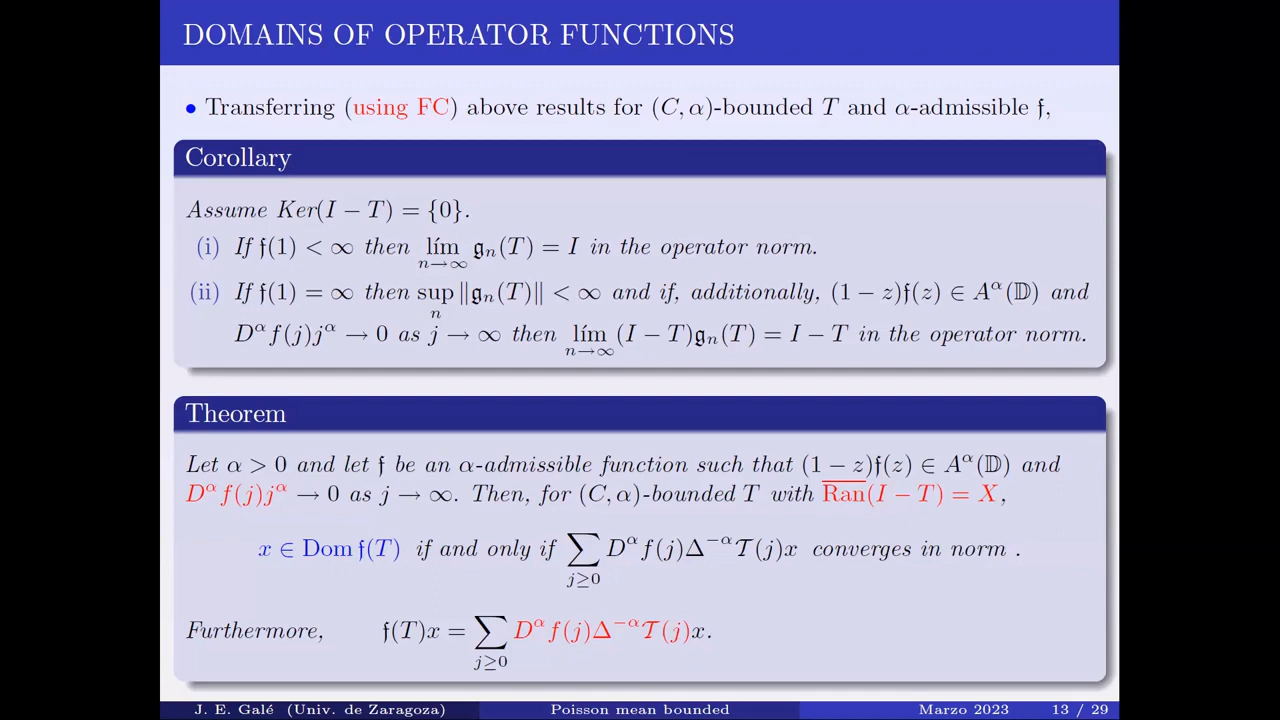 DOMAINS OF OPERATOR FUNCTIONS
• Transferring (using FC) above results for (C, α)-bounded T and α-admissible 𝔣,
Corollary
Assume Ker(I − T) = {0}.
(i) If 𝔣(1) < ∞ then lím_{n→∞} 𝔤ₙ(T) = I in the operator norm.
(ii) If 𝔣(1) = ∞ then sup_n ‖𝔤ₙ(T)‖ < ∞ and if, additionally, (1 − z)𝔣(z) ∈ A^α(𝔻) and
D^α f(j)j^α → 0 as j → ∞ then lím_{n→∞} (I − T)𝔤ₙ(T) = I − T in the operator norm.
Theorem
Let α > 0 and let 𝔣 be an α-admissible function such that (1 − z)𝔣(z) ∈ A^α(𝔻) and
D^α f(j)j^α → 0 as j → ∞. Then, for (C, α)-bounded T with \overline{Ran}(I − T) = X,
x ∈ Dom 𝔣(T) if and only if ∑_{j≥0} D^α f(j)Δ^{−α}𝒯(j)x converges in norm .
Furthermore, 𝔣(T)x = ∑_{j≥0} D^α f(j)Δ^{−α}𝒯(j)x.
J. E. Galé (Univ. de Zaragoza) Poisson mean bounded Marzo 2023 13 / 29